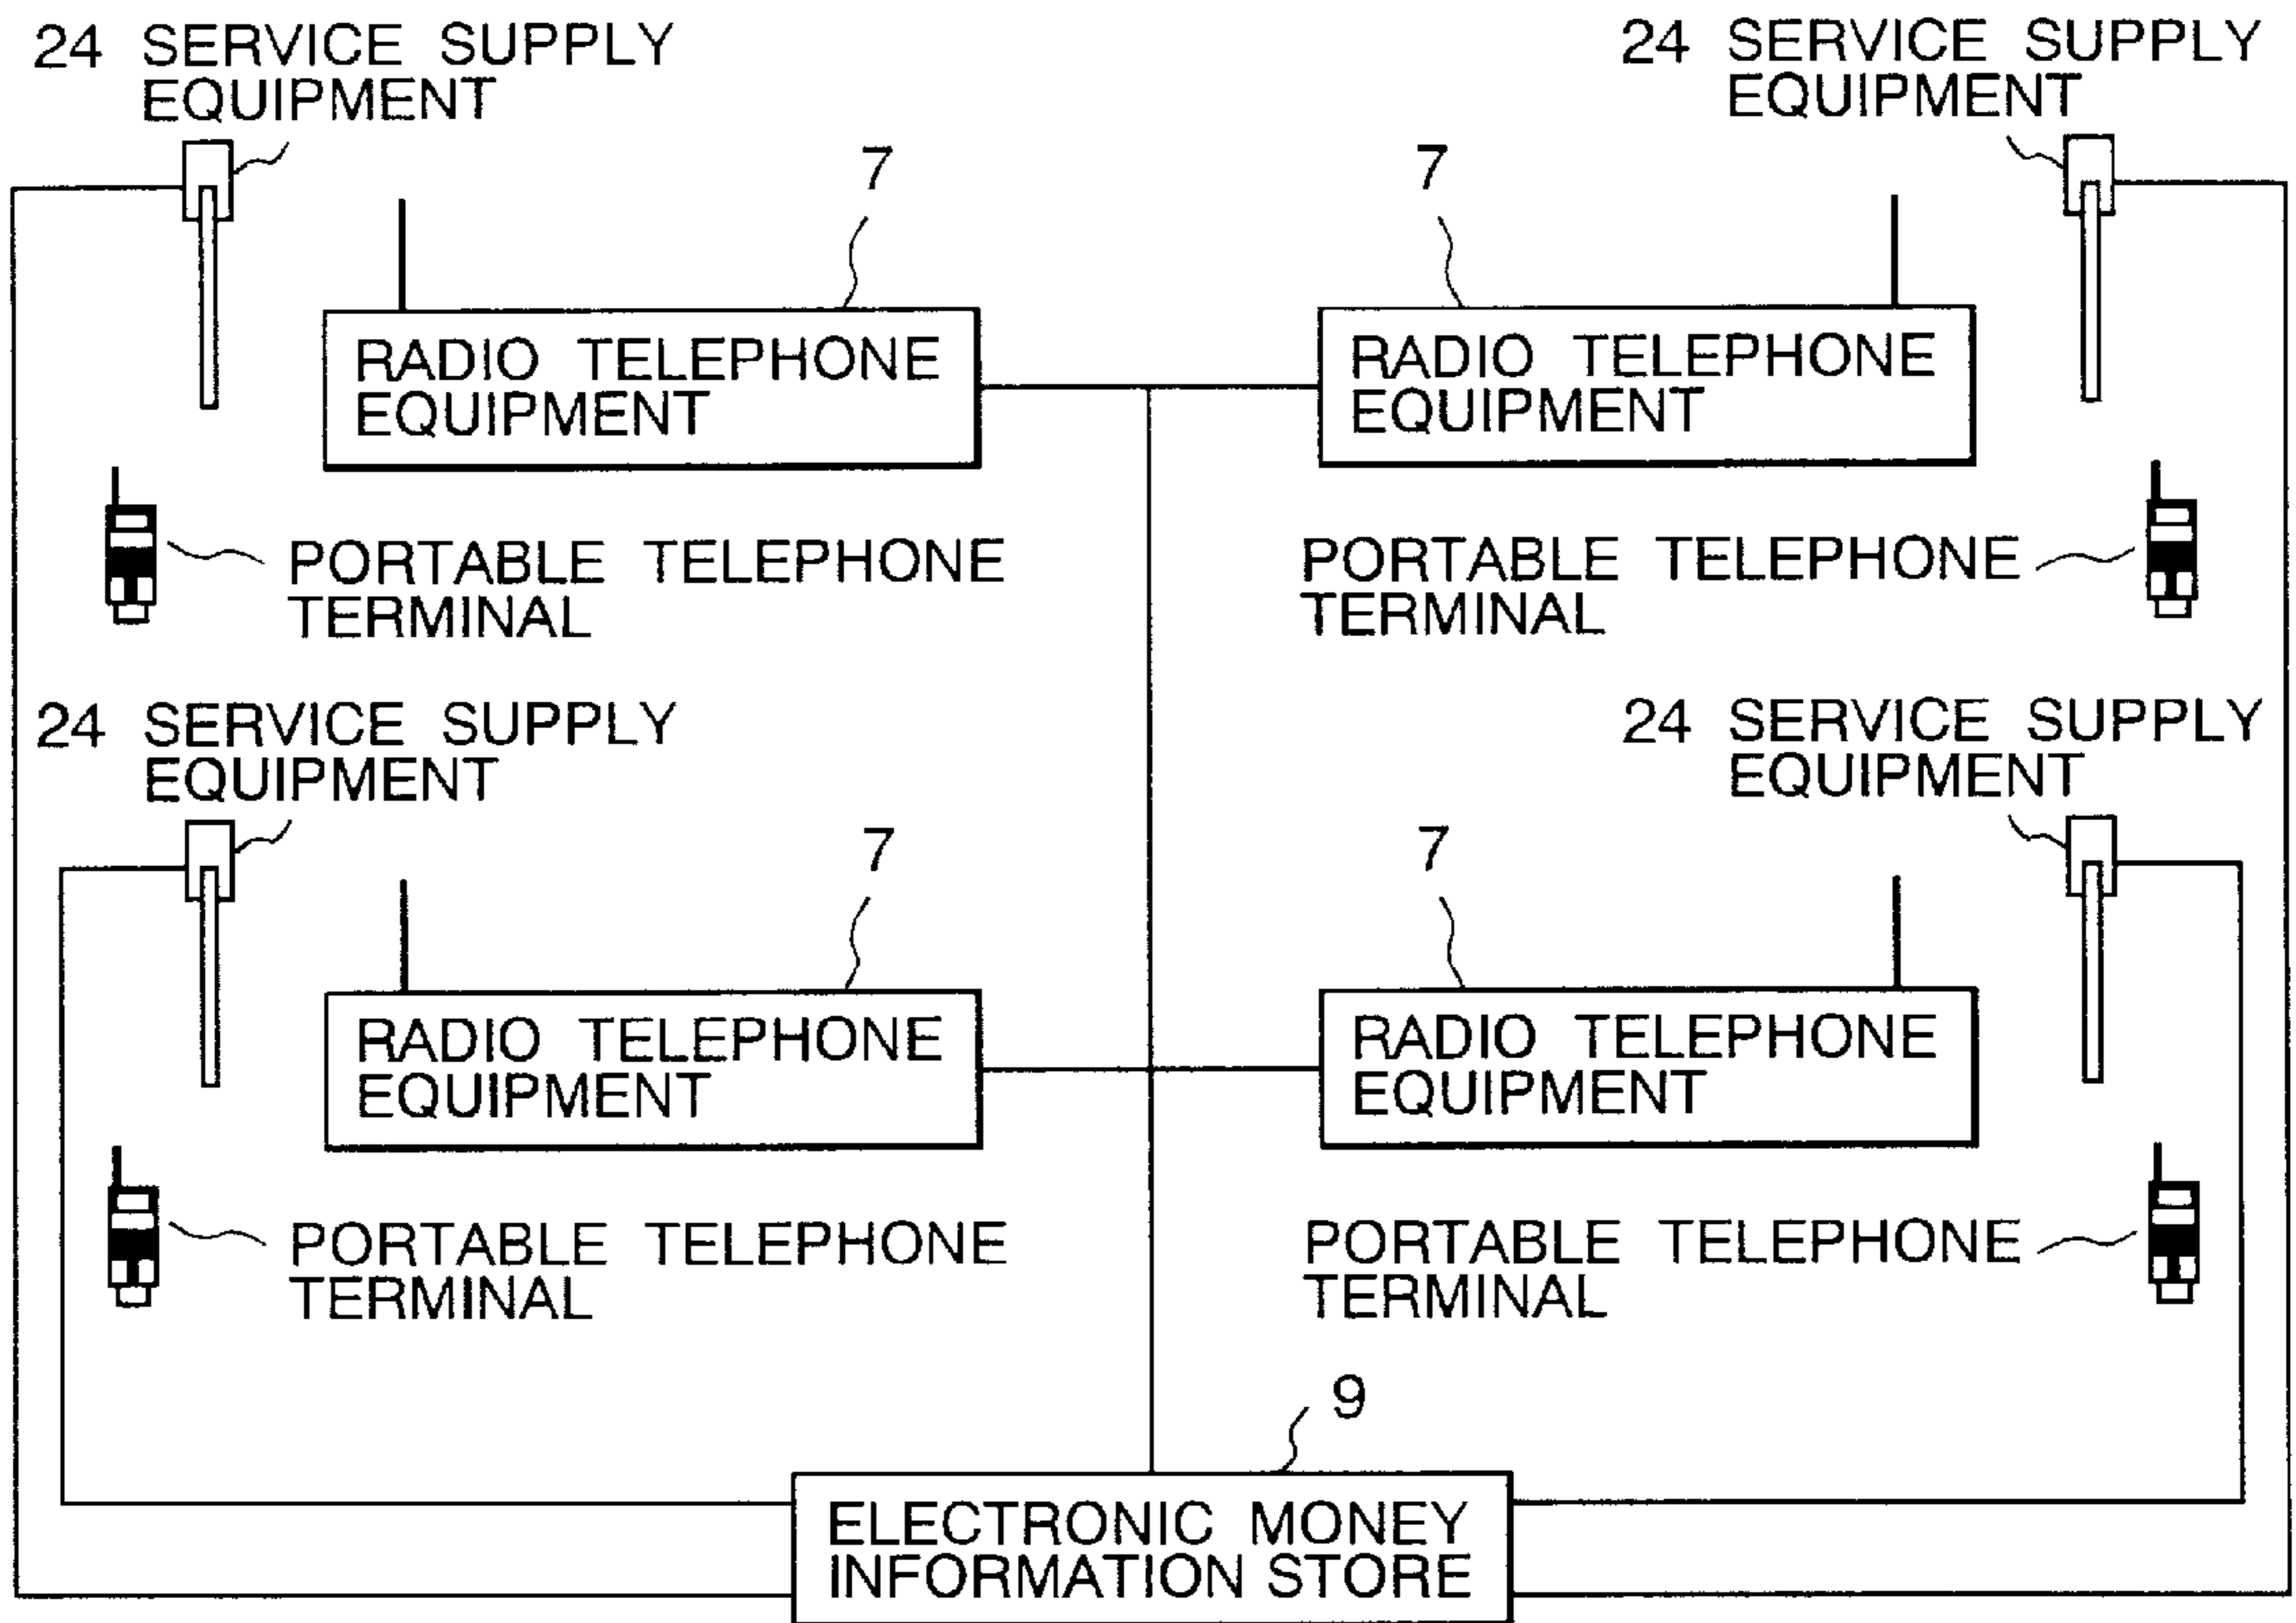 24 SERVICE SUPPLY
EQUIPMENT
24 SERVICE SUPPLY
EQUIPMENT
7
7
RADIO TELEPHONE
EQUIPMENT
RADIO TELEPHONE
EQUIPMENT
PORTABLE TELEPHONE
TERMINAL
PORTABLE TELEPHONE
TERMINAL
24 SERVICE SUPPLY
EQUIPMENT
24 SERVICE SUPPLY
EQUIPMENT
7
7
RADIO TELEPHONE
EQUIPMENT
RADIO TELEPHONE
EQUIPMENT
PORTABLE TELEPHONE
TERMINAL
PORTABLE TELEPHONE
TERMINAL
9
ELECTRONIC MONEY
INFORMATION STORE